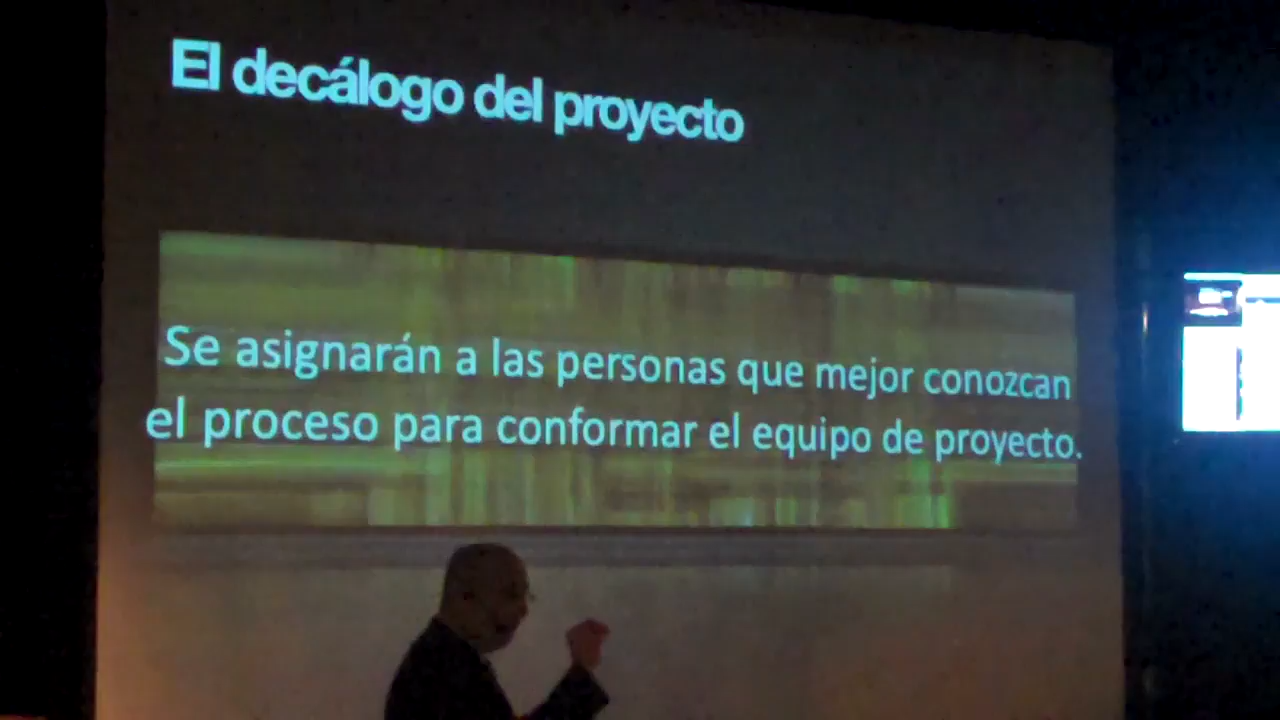 El decálogo del proyecto
Se asignarán a las personas que mejor conozcan
el proceso para conformar el equipo de proyecto.